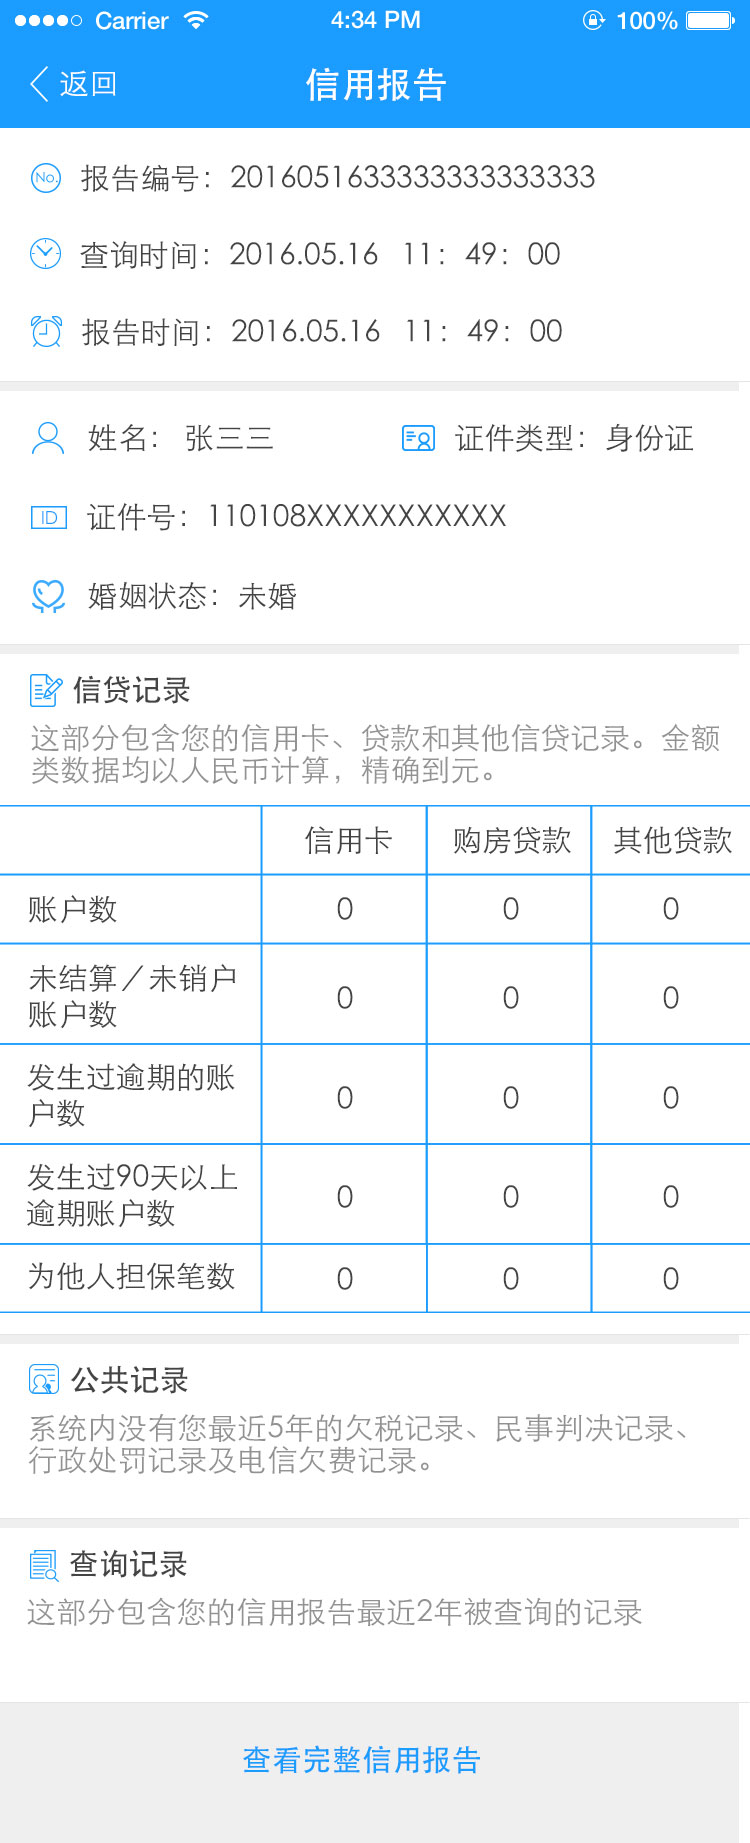 Carrier 4:34 PM 100%
返回 信用报告
No. 报告编号：2016051633333333333333
查询时间：2016.05.16 11：49：00
报告时间：2016.05.16 11：49：00
姓名： 张三三 证件类型：身份证
ID 证件号：110108XXXXXXXXXXX
婚姻状态：未婚
信贷记录
这部分包含您的信用卡、贷款和其他信贷记录。金额
类数据均以人民币计算，精确到元。
信用卡 购房贷款 其他贷款
账户数 0 0 0
未结算／未销户
账户数 0 0 0
发生过逾期的账
户数 0 0 0
发生过90天以上
逾期账户数 0 0 0
为他人担保笔数 0 0 0
公共记录
系统内没有您最近5年的欠税记录、民事判决记录、
行政处罚记录及电信欠费记录。
查询记录
这部分包含您的信用报告最近2年被查询的记录
查看完整信用报告